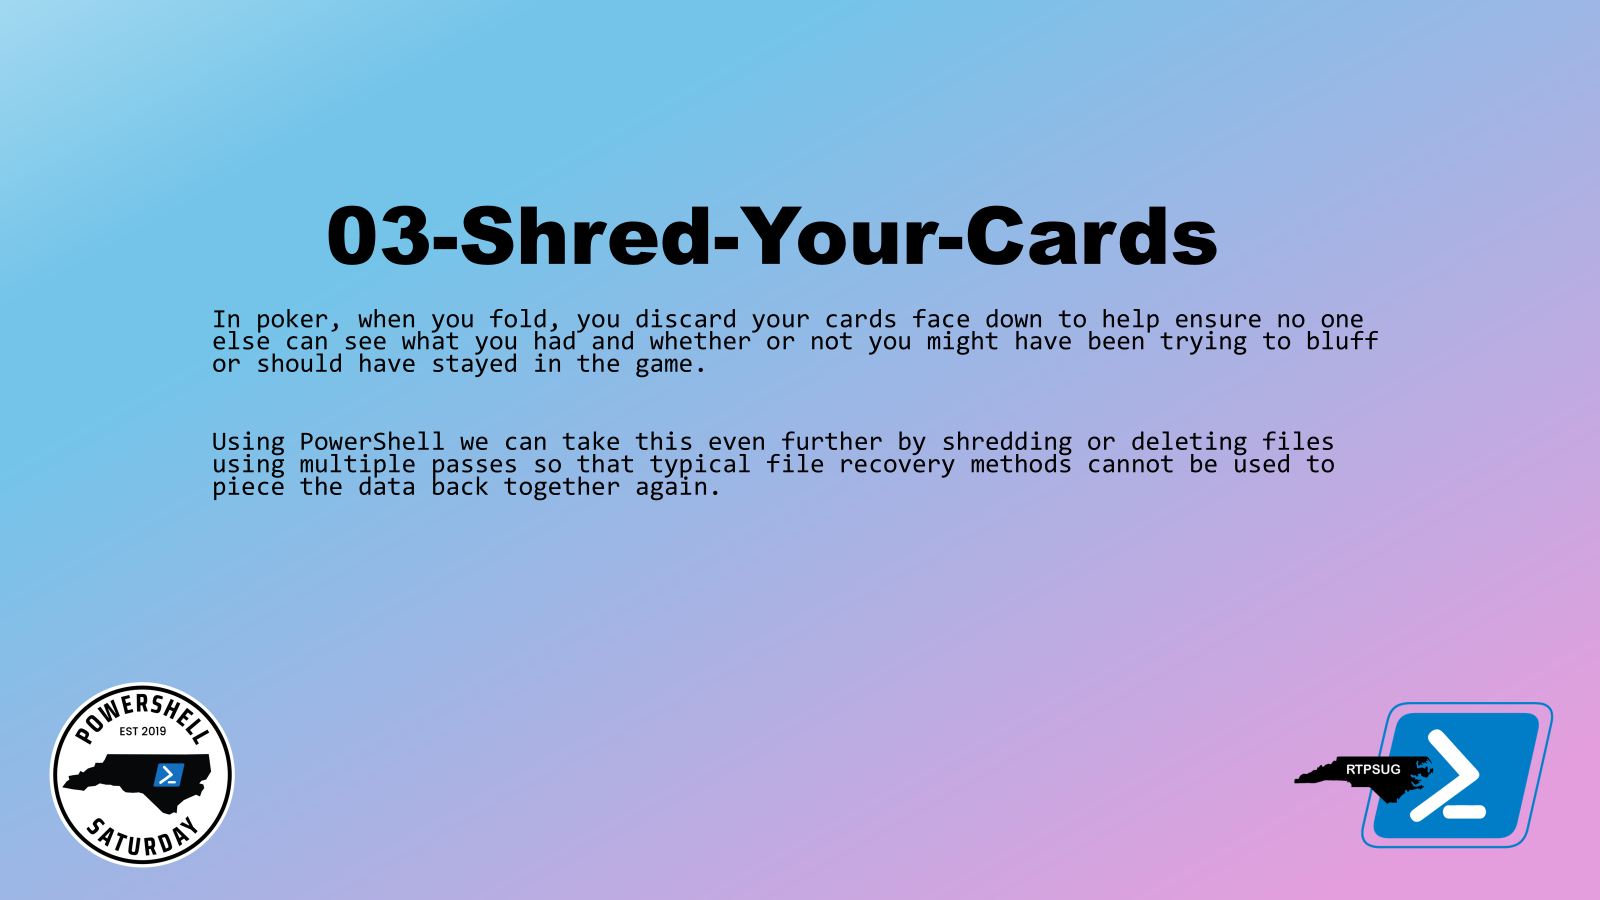 03-Shred-Your-Cards
In poker, when you fold, you discard your cards face down to help ensure no one
else can see what you had and whether or not you might have been trying to bluff
or should have stayed in the game.
Using PowerShell we can take this even further by shredding or deleting files
using multiple passes so that typical file recovery methods cannot be used to
piece the data back together again.
POWERSHELL
EST 2019
SATURDAY
RTPSUG